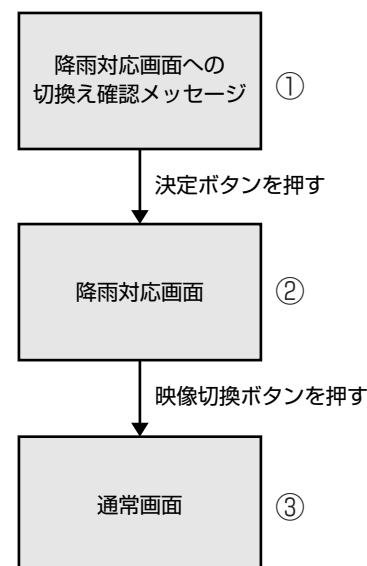 降雨対応画面への
切換え確認メッセージ
①
決定ボタンを押す
降雨対応画面
②
映像切換ボタンを押す
通常画面
③